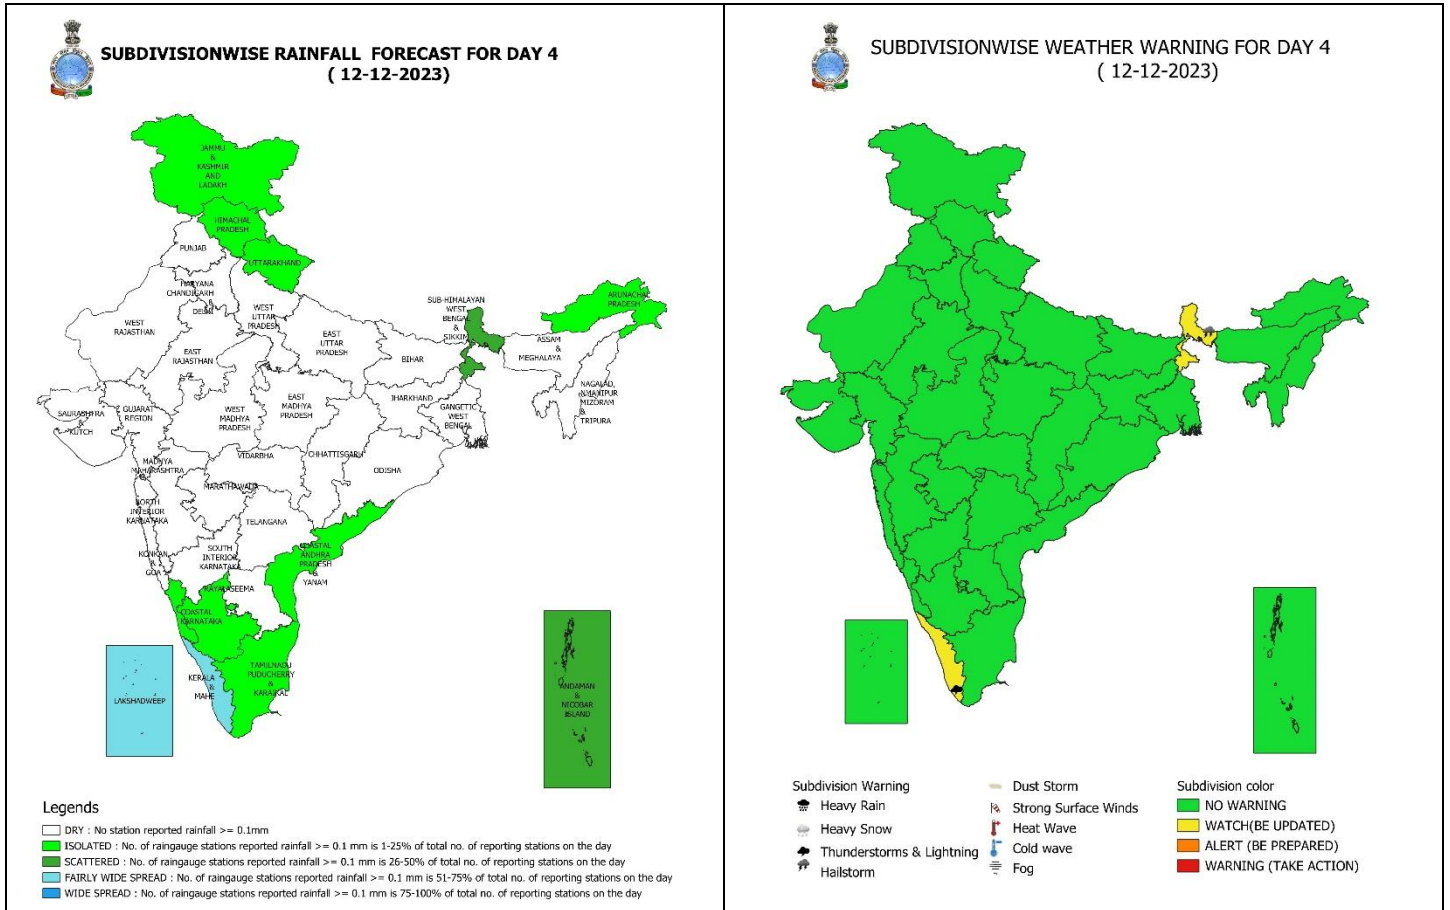 SUBDIVISIONWISE RAINFALL FORECAST FOR DAY 4
( 12-12-2023)
JAMMU
&
KASHMIR
AND
LADAKH
HIMACHAL
PRADESH
PUNJAB
UTTARAKHAND
HARYANA
CHANDIGARH
&
DELHI
WEST
RAJASTHAN
WEST
UTTAR
PRADESH
EAST
UTTAR
PRADESH
SUB-HIMALAYAN
WEST
BENGAL
&
SIKKIM
ARUNACHAL
PRADESH
ASSAM
&
MEGHALAYA
EAST
RAJASTHAN
BIHAR
NAGALAD,
MANIPUR
MIZORAM
&
TRIPURA
JHARKHAND
GANGETIC
WEST
BENGAL
SAURASHTRA
&
KUTCH
GUJARAT
REGION
WEST
MADHYA
PRADESH
EAST
MADHYA
PRADESH
VIDARBHA
CHHATTISGARH
ODISHA
MADHYA
MAHARASHTRA
MARATHAWADA
NORTH
INTERIOR
KARNATAKA
TELANGANA
KONKAN
&
GOA
SOUTH
INTERIOR
KARNATAKA
COASTAL
ANDHRA
PRADESH
&
YANAM
RAYALASEEMA
COASTAL
KARNATAKA
KERALA
&
MAHE
TAMILNADU
PUDUCHERRY
&
KARAIKAL
LAKSHADWEEP
ANDAMAN
&
NICOBAR
ISLAND
Legends
DRY : No station reported rainfall >= 0.1mm
ISOLATED : No. of raingauge stations reported rainfall >= 0.1 mm is 1-25% of total no. of reporting stations on the day
SCATTERED : No. of raingauge stations reported rainfall >= 0.1 mm is 26-50% of total no. of reporting stations on the day
FAIRLY WIDE SPREAD : No. of raingauge stations reported rainfall >= 0.1 mm is 51-75% of total no. of reporting stations on the day
WIDE SPREAD : No. of raingauge stations reported rainfall >= 0.1 mm is 75-100% of total no. of reporting stations on the day
SUBDIVISIONWISE WEATHER WARNING FOR DAY 4
( 12-12-2023)
Subdivision Warning
Heavy Rain
Heavy Snow
Thunderstorms & Lightning
Hailstorm
Dust Storm
Strong Surface Winds
Heat Wave
Cold wave
Fog
Subdivision color
NO WARNING
WATCH(BE UPDATED)
ALERT (BE PREPARED)
WARNING (TAKE ACTION)